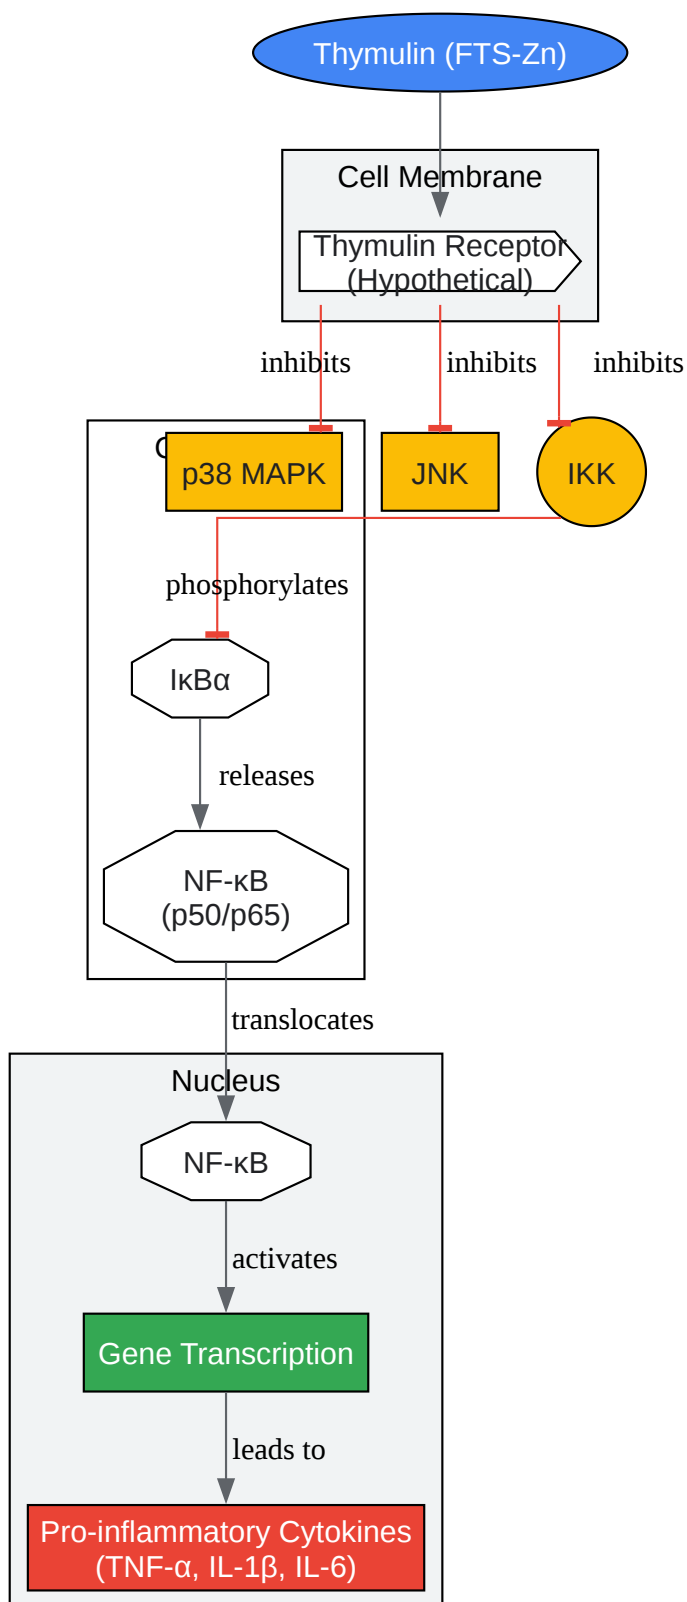 Thymulin (FTS-Zn)
Cell Membrane
Thymulin Receptor
(Hypothetical)
inhibits
inhibits
inhibits
p38 MAPK
JNK
IKK
phosphorylates
IκBα
releases
NF-κB
(p50/p65)
translocates
Nucleus
NF-κB
activates
Gene Transcription
leads to
Pro-inflammatory Cytokines
(TNF-α, IL-1β, IL-6)